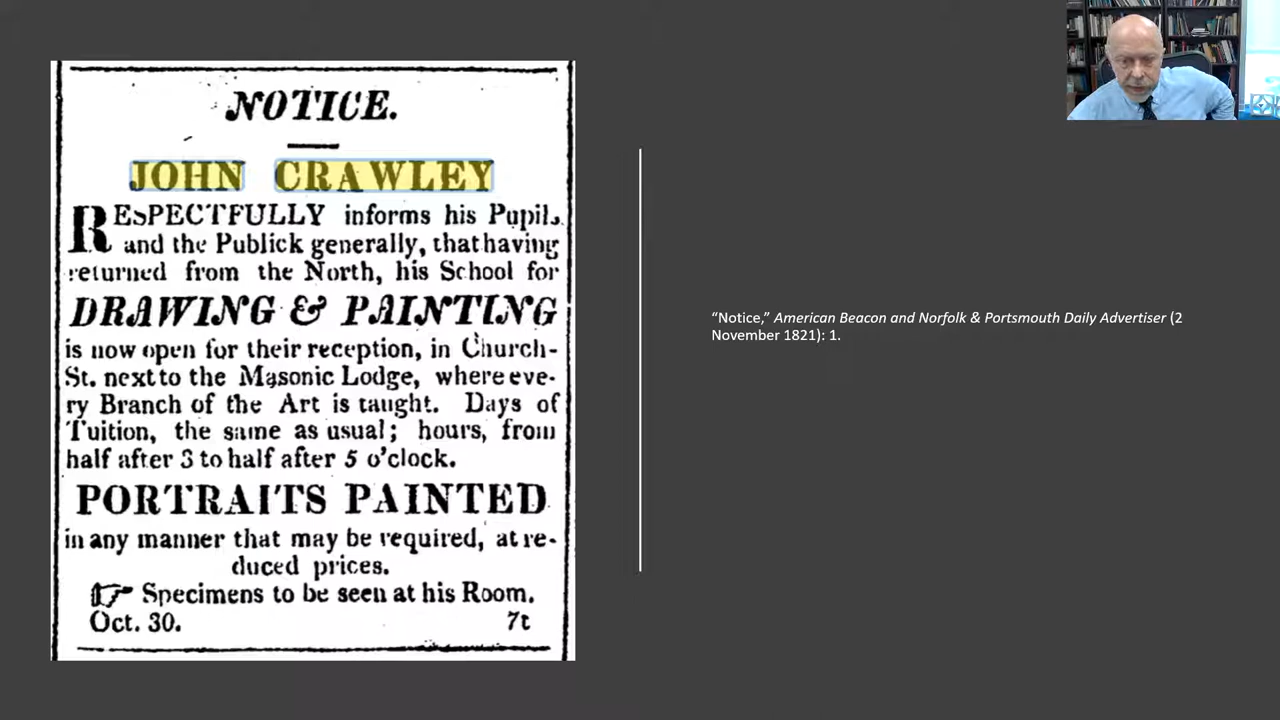 NOTICE.
JOHN CRAWLEY
RESPECTFULLY informs his Pupils
and the Publick generally, that having
returned from the North, his School for
DRAWING & PAINTING
is now open for their reception, in Church-
St. next to the Masonic Lodge, where eve-
ry Branch of the Art is taught. Days of
Tuition, the same as usual; hours, from
half after 3 to half after 5 o'clock.
PORTRAITS PAINTED
in any manner that may be required, at re-
duced prices.
☞ Specimens to be seen at his Room.
Oct. 30. 7t
“Notice,” American Beacon and Norfolk & Portsmouth Daily Advertiser (2
November 1821): 1.